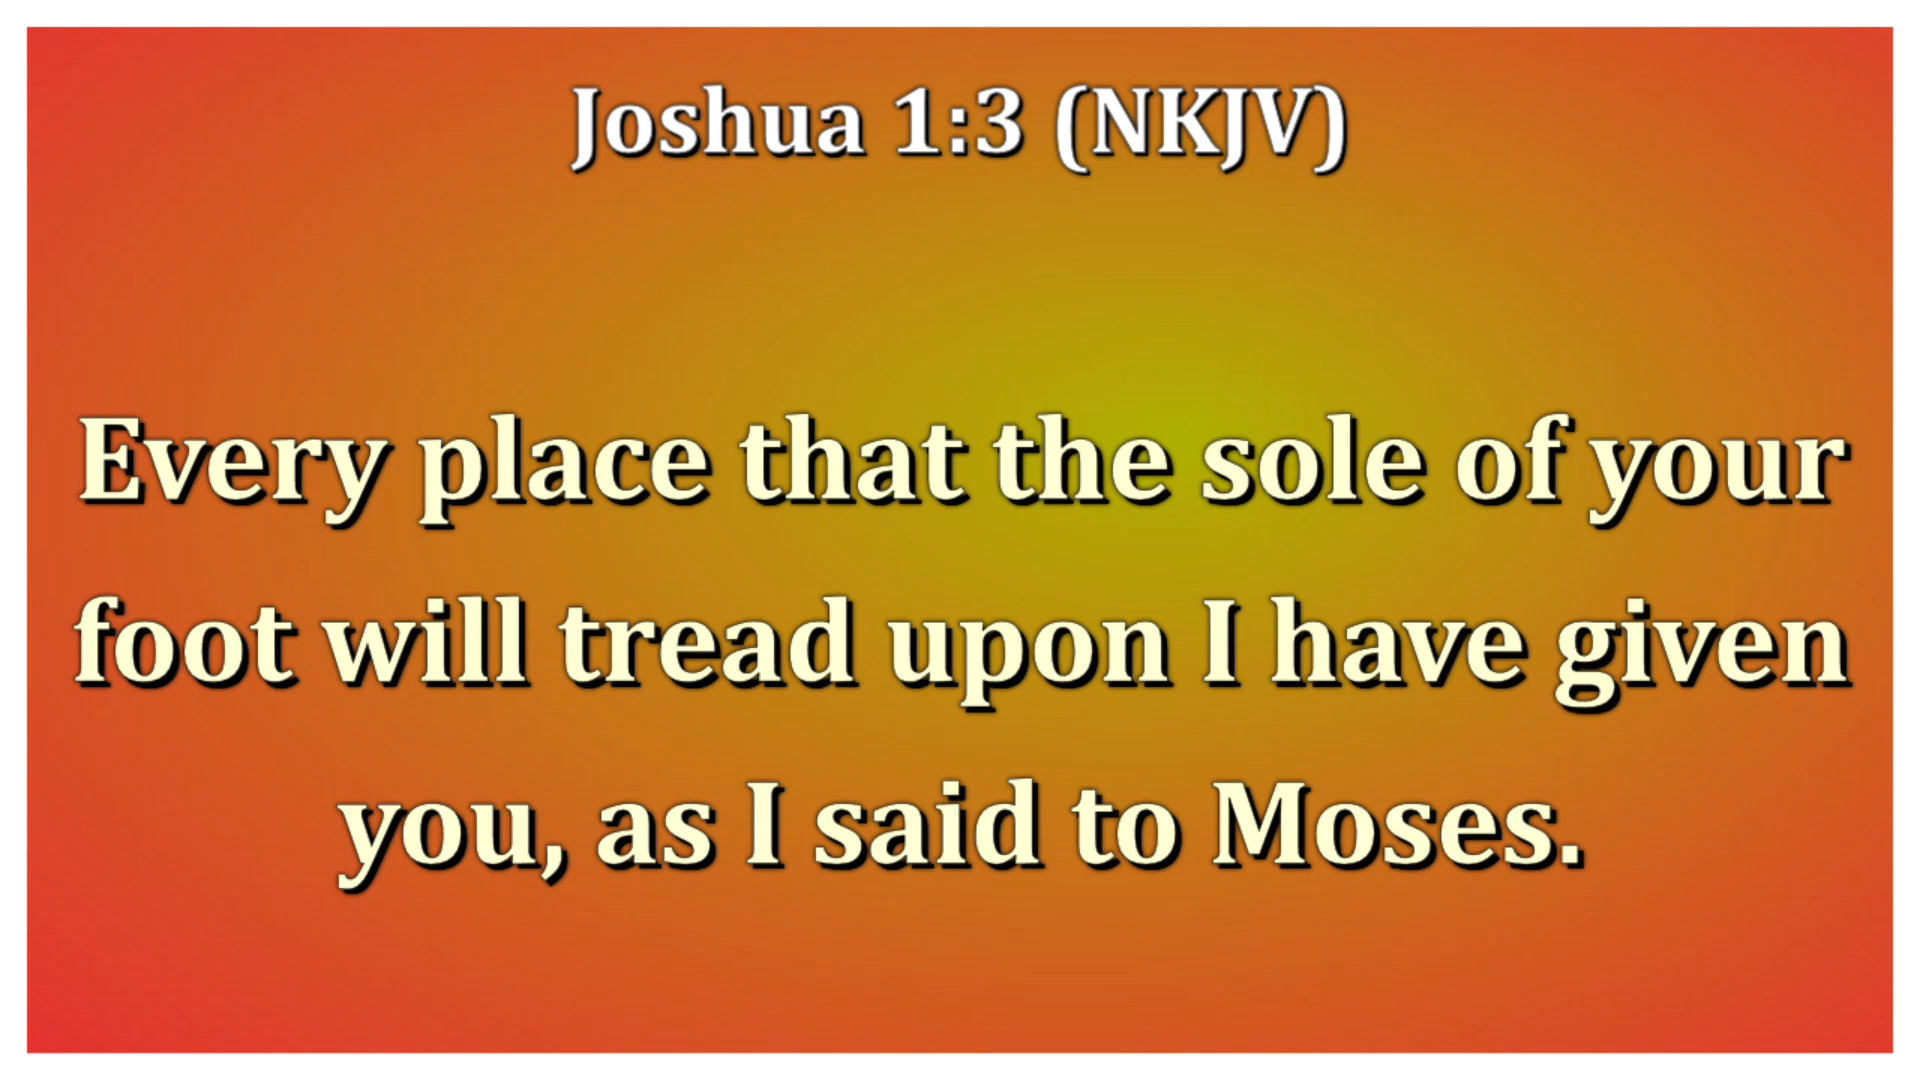 Joshua 1:3 (NKJV)
Every place that the sole of your
foot will tread upon I have given
you, as I said to Moses.